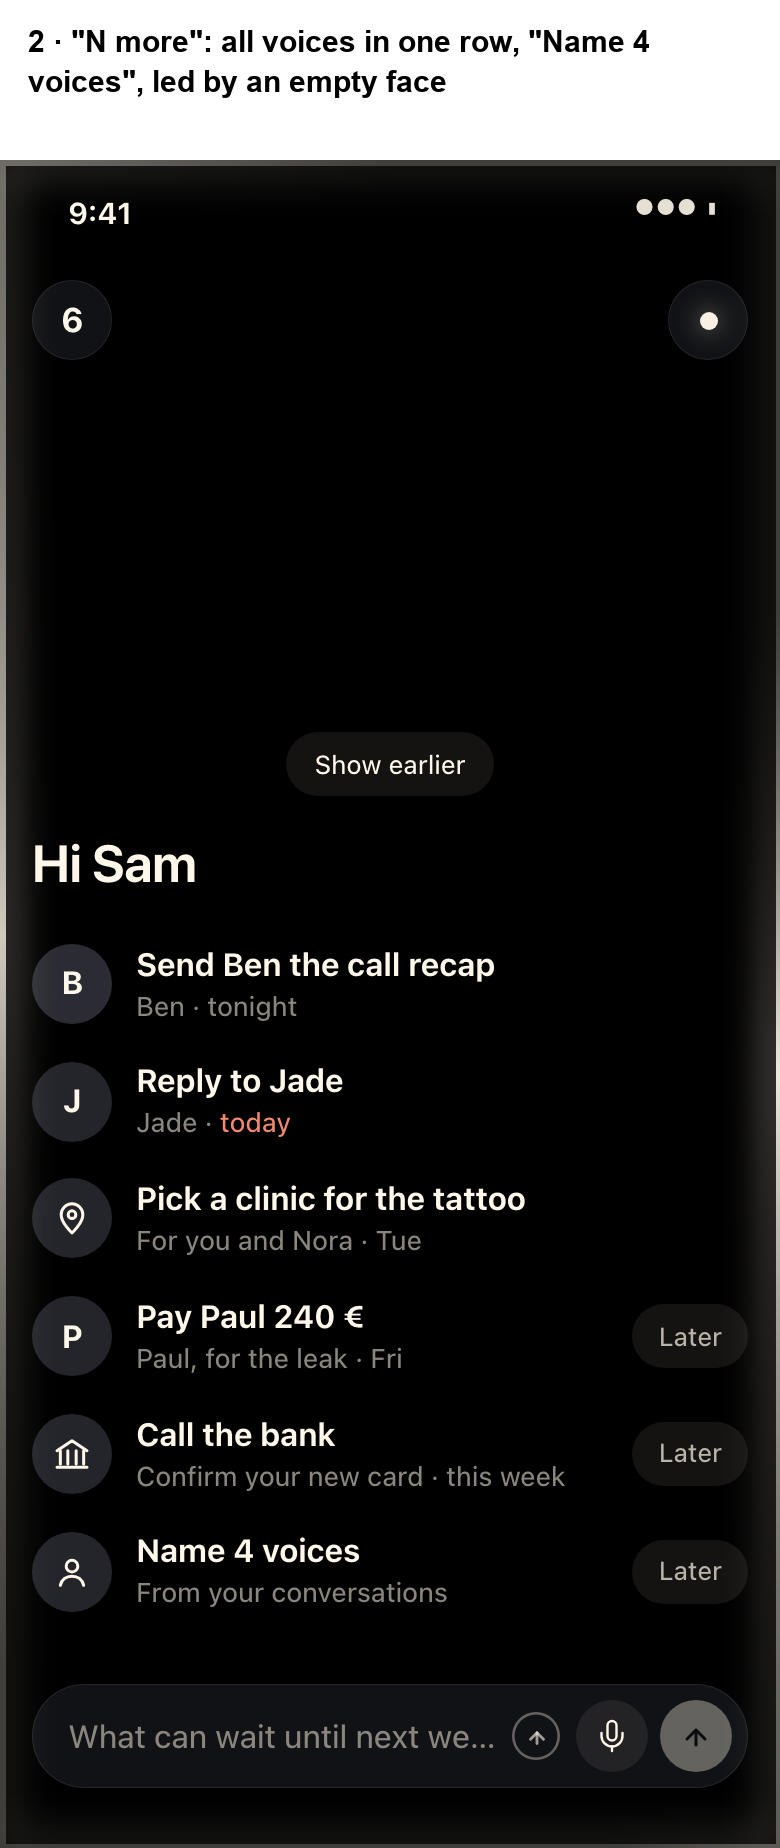 2 · "N more": all voices in one row, "Name 4
voices", led by an empty face
9:41
6
Show earlier
Hi Sam
B
Send Ben the call recap
Ben · tonight
J
Reply to Jade
Jade · today
Pick a clinic for the tattoo
For you and Nora · Tue
P
Pay Paul 240 €
Paul, for the leak · Fri
Later
Call the bank
Confirm your new card · this week
Later
Name 4 voices
From your conversations
Later
What can wait until next we...